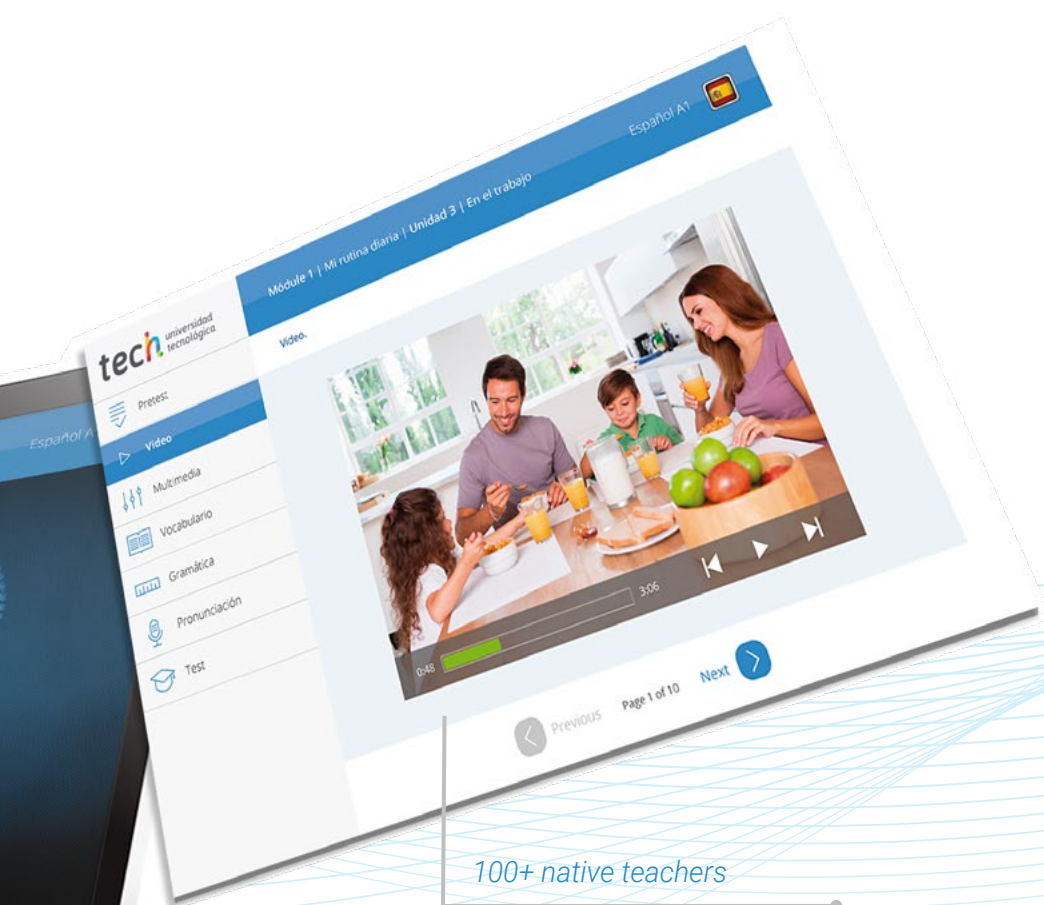 Español A1
Módule 1 | Mi rutina diaria | Unidad 3 | En el trabajo
tech universidad
tecnológica
Video.
Pretest
Video
Multimedia
Vocabulario
Gramática
Pronunciación
Test
0:48
3:06
Previous
Page 1 of 10
Next
Español A
100+ native teachers